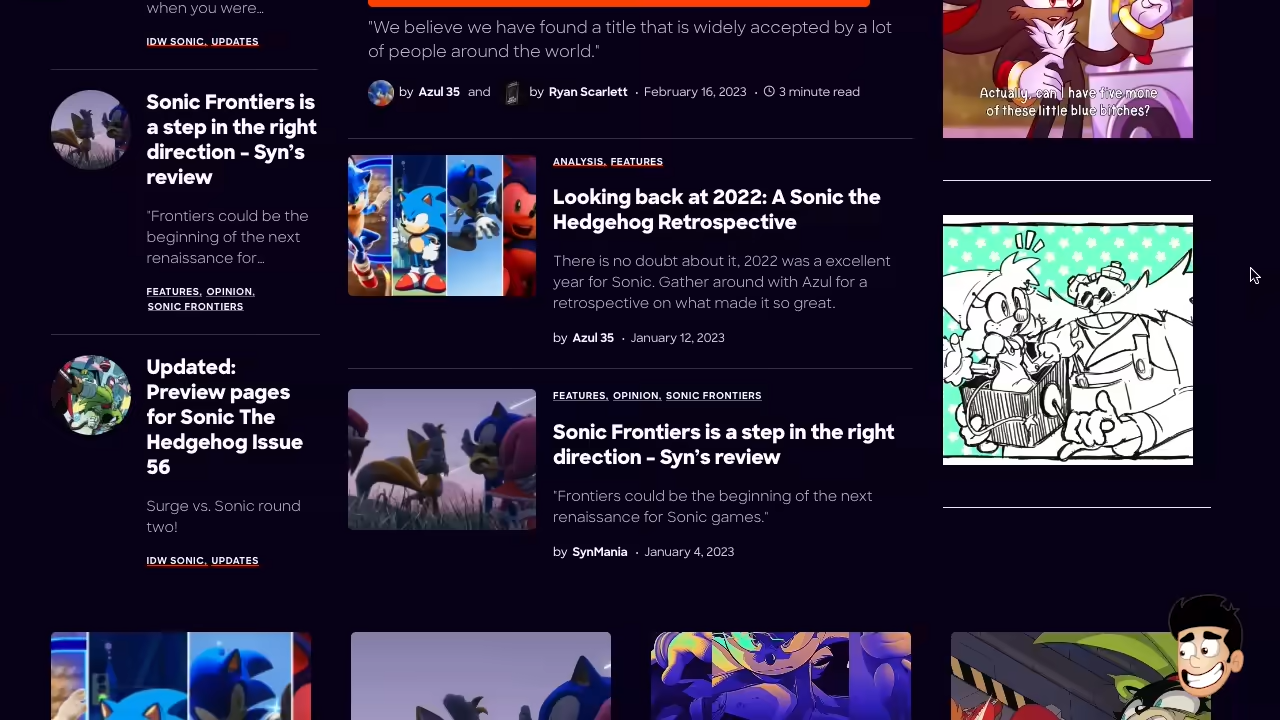 when you were...
IDW SONIC, UPDATES
Sonic Frontiers is
a step in the right
direction – Syn's
review
"Frontiers could be the
beginning of the next
renaissance for...
FEATURES, OPINION,
SONIC FRONTIERS
Updated:
Preview pages
for Sonic The
Hedgehog Issue
56
Surge vs. Sonic round
two!
IDW SONIC, UPDATES
"We believe we have found a title that is widely accepted by a lot
of people around the world."
by Azul 35 and by Ryan Scarlett · February 16, 2023 · 3 minute read
ANALYSIS, FEATURES
Looking back at 2022: A Sonic the
Hedgehog Retrospective
There is no doubt about it, 2022 was a excellent
year for Sonic. Gather around with Azul for a
retrospective on what made it so great.
by Azul 35 · January 12, 2023
FEATURES, OPINION, SONIC FRONTIERS
Sonic Frontiers is a step in the right
direction – Syn's review
"Frontiers could be the beginning of the next
renaissance for Sonic games."
by SynMania · January 4, 2023
Actually, can I have five more
of these little blue bitches?